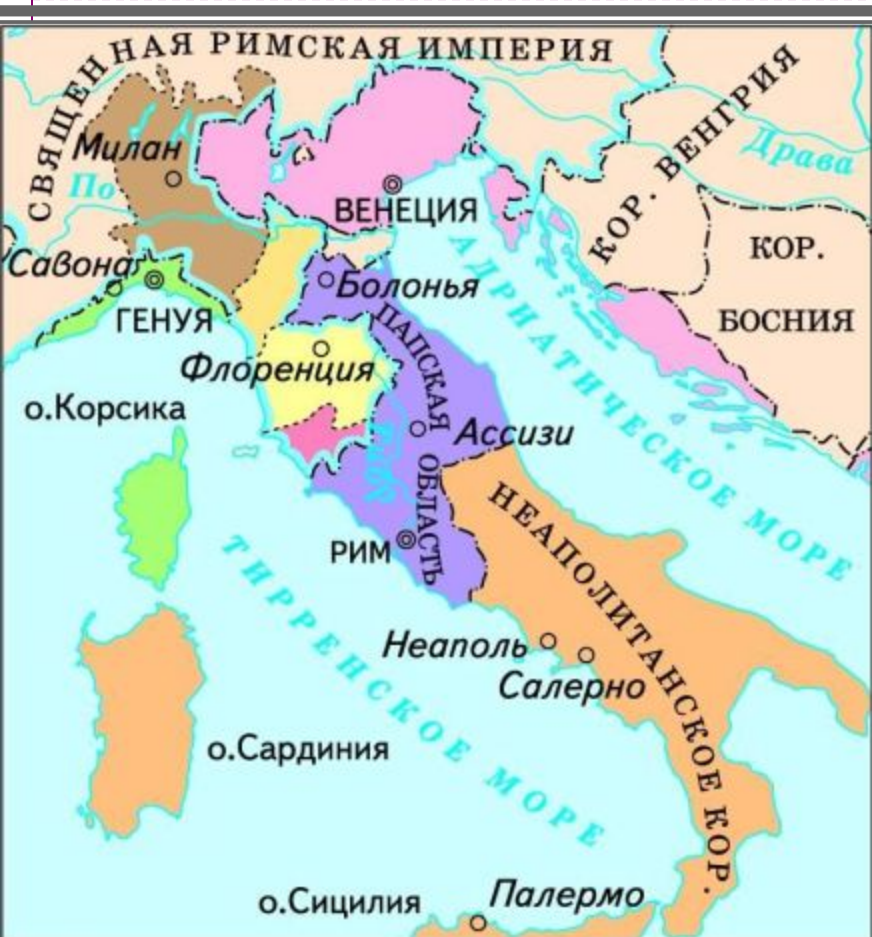 СВЯЩЕННАЯ РИМСКАЯ ИМПЕРИЯ
КОР. ВЕНГРИЯ
Драва
Милан
По
ВЕНЕЦИЯ
КОР.
БОСНИЯ
Савона
ГЕНУЯ
Болонья
АДРИАТИЧЕСКОЕ МОРЕ
ПАПСКАЯ ОБЛАСТЬ
Флоренция
о.Корсика
Ассизи
Тибр
НЕАПОЛИТАНСКОЕ КОР.
РИМ
ТИРРЕНСКОЕ МОРЕ
Неаполь
Салерно
о.Сардиния
о.Сицилия
Палермо